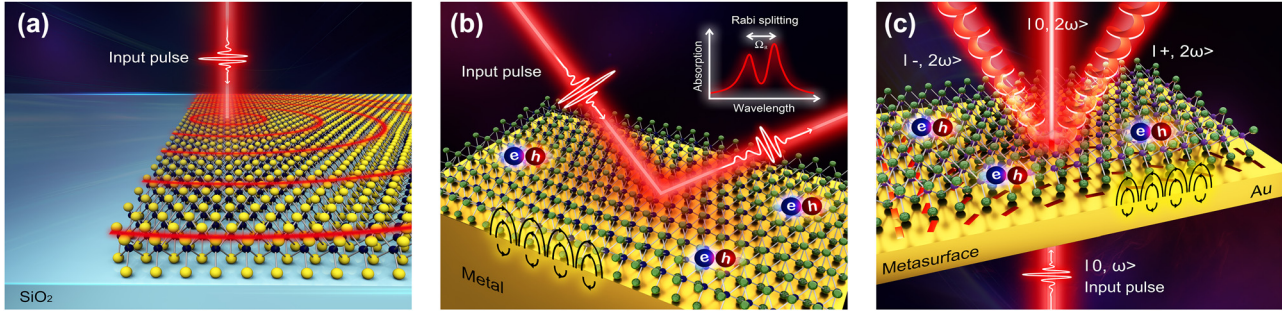 (a)
Input pulse
SiO₂
(b)
Input pulse
Rabi splitting
Absorption
Wavelength
e h
e h
e h
Metal
(c)
| 0, 2ω>
| -, 2ω>
| +, 2ω>
e h
e h
e h
Au
Metasurface
| 0, ω>
Input pulse